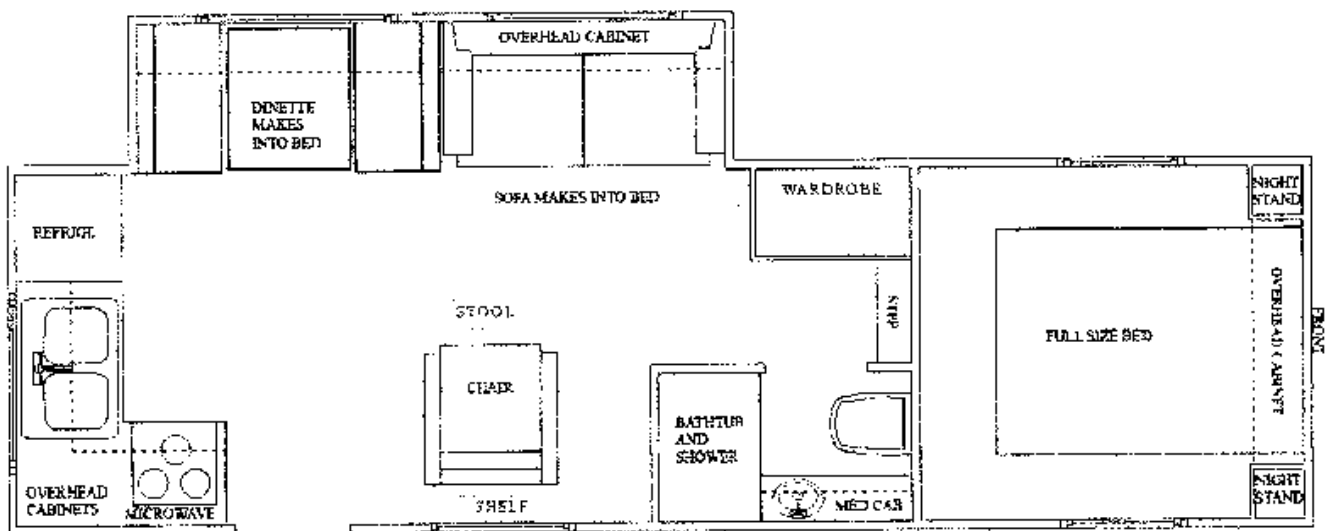 OVERHEAD CABINET
DINETTE
MAKES
INTO BED
SOFA MAKES INTO BED
WARDROBE
NIGHT
STAND
REFRIGE.
STEP
OVERHEAD CABINET
FRONT
STOOL
FULL SIZE BED
CHAIR
BATHTUB
AND
SHOWER
OVERHEAD
CABINETS
MICROWAVE
SHELF
MED CAB
NIGHT
STAND